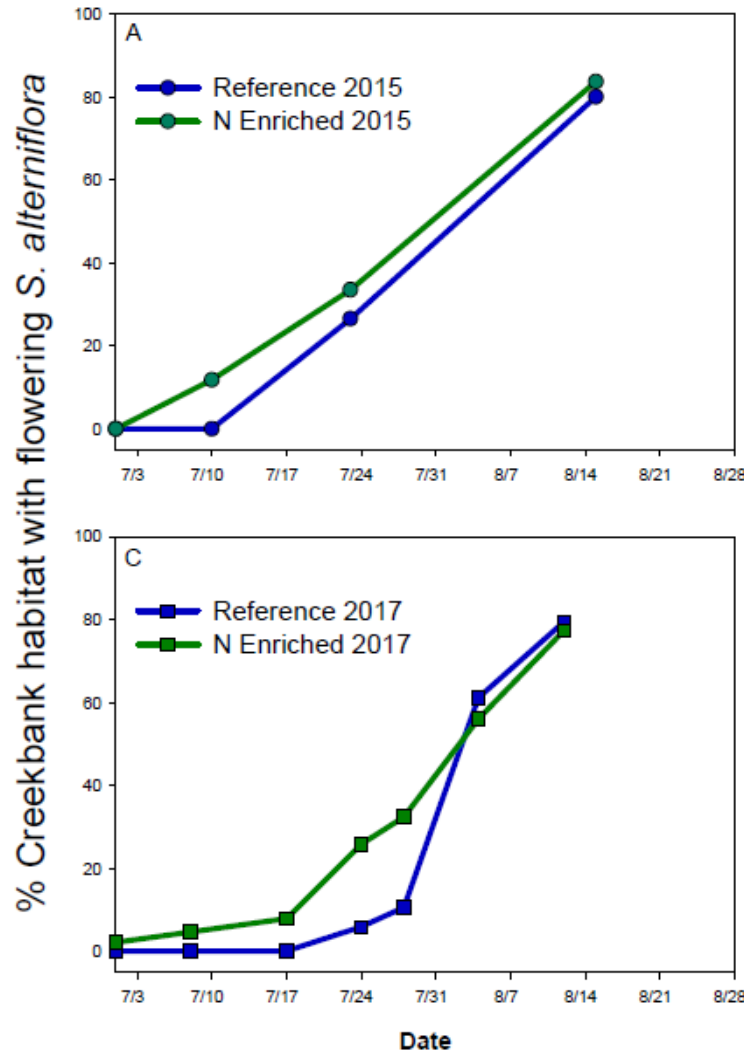 % Creekbank habitat with flowering S. alterniflora
100
A
Reference 2015
N Enriched 2015
80
60
40
20
0
7/3 7/10 7/17 7/24 7/31 8/7 8/14 8/21 8/28
100
C
Reference 2017
N Enriched 2017
80
60
40
20
0
7/3 7/10 7/17 7/24 7/31 8/7 8/14 8/21 8/28
Date